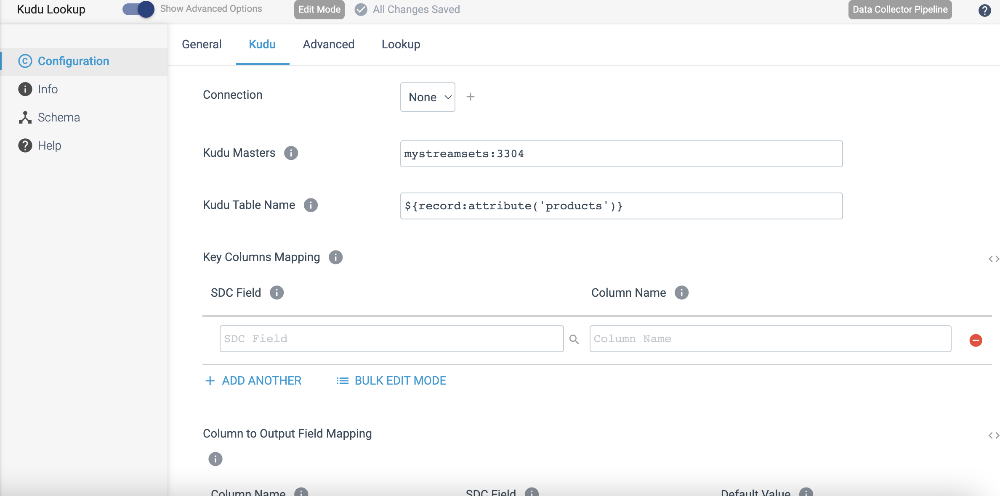 Kudu Lookup
Show Advanced Options
Edit Mode
All Changes Saved
Data Collector Pipeline
Configuration
Info
Schema
Help
General
Kudu
Advanced
Lookup
Connection
None
Kudu Masters
mystreamsets:3304
Kudu Table Name
${record:attribute('products')}
Key Columns Mapping
SDC Field
Column Name
SDC Field
Column Name
ADD ANOTHER
BULK EDIT MODE
Column to Output Field Mapping
Column Name
SDC Field
Default Value